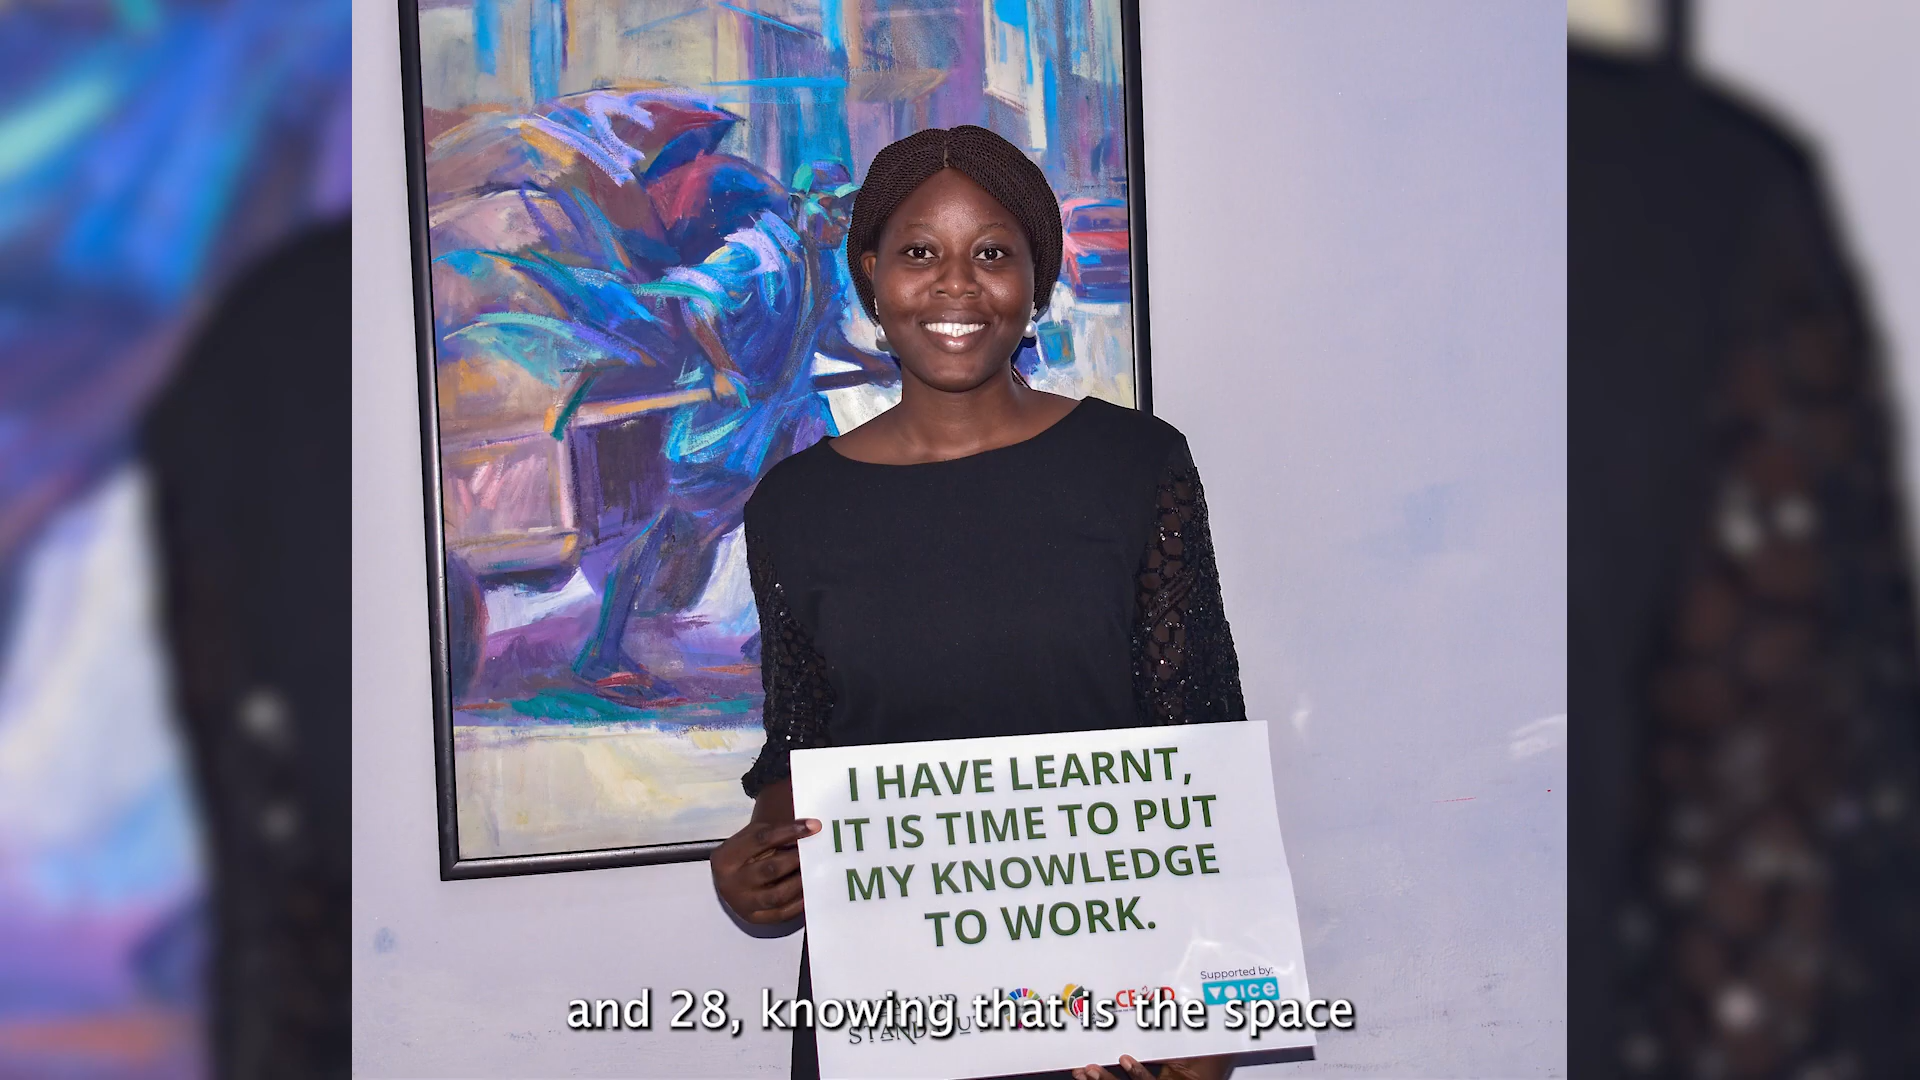 I HAVE LEARNT,
IT IS TIME TO PUT
MY KNOWLEDGE
TO WORK.
Supported by:
VOICE
and 28, knowing that is the space